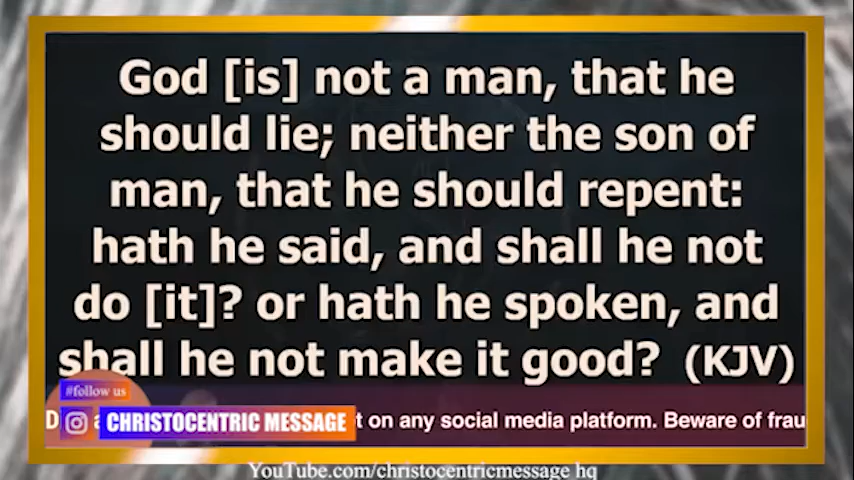 God [is] not a man, that he
should lie; neither the son of
man, that he should repent:
hath he said, and shall he not
do [it]? or hath he spoken, and
shall he not make it good? (KJV)
#follow us
CHRISTOCENTRIC MESSAGE
t on any social media platform. Beware of frau
YouTube.com/christocentricmessage hq